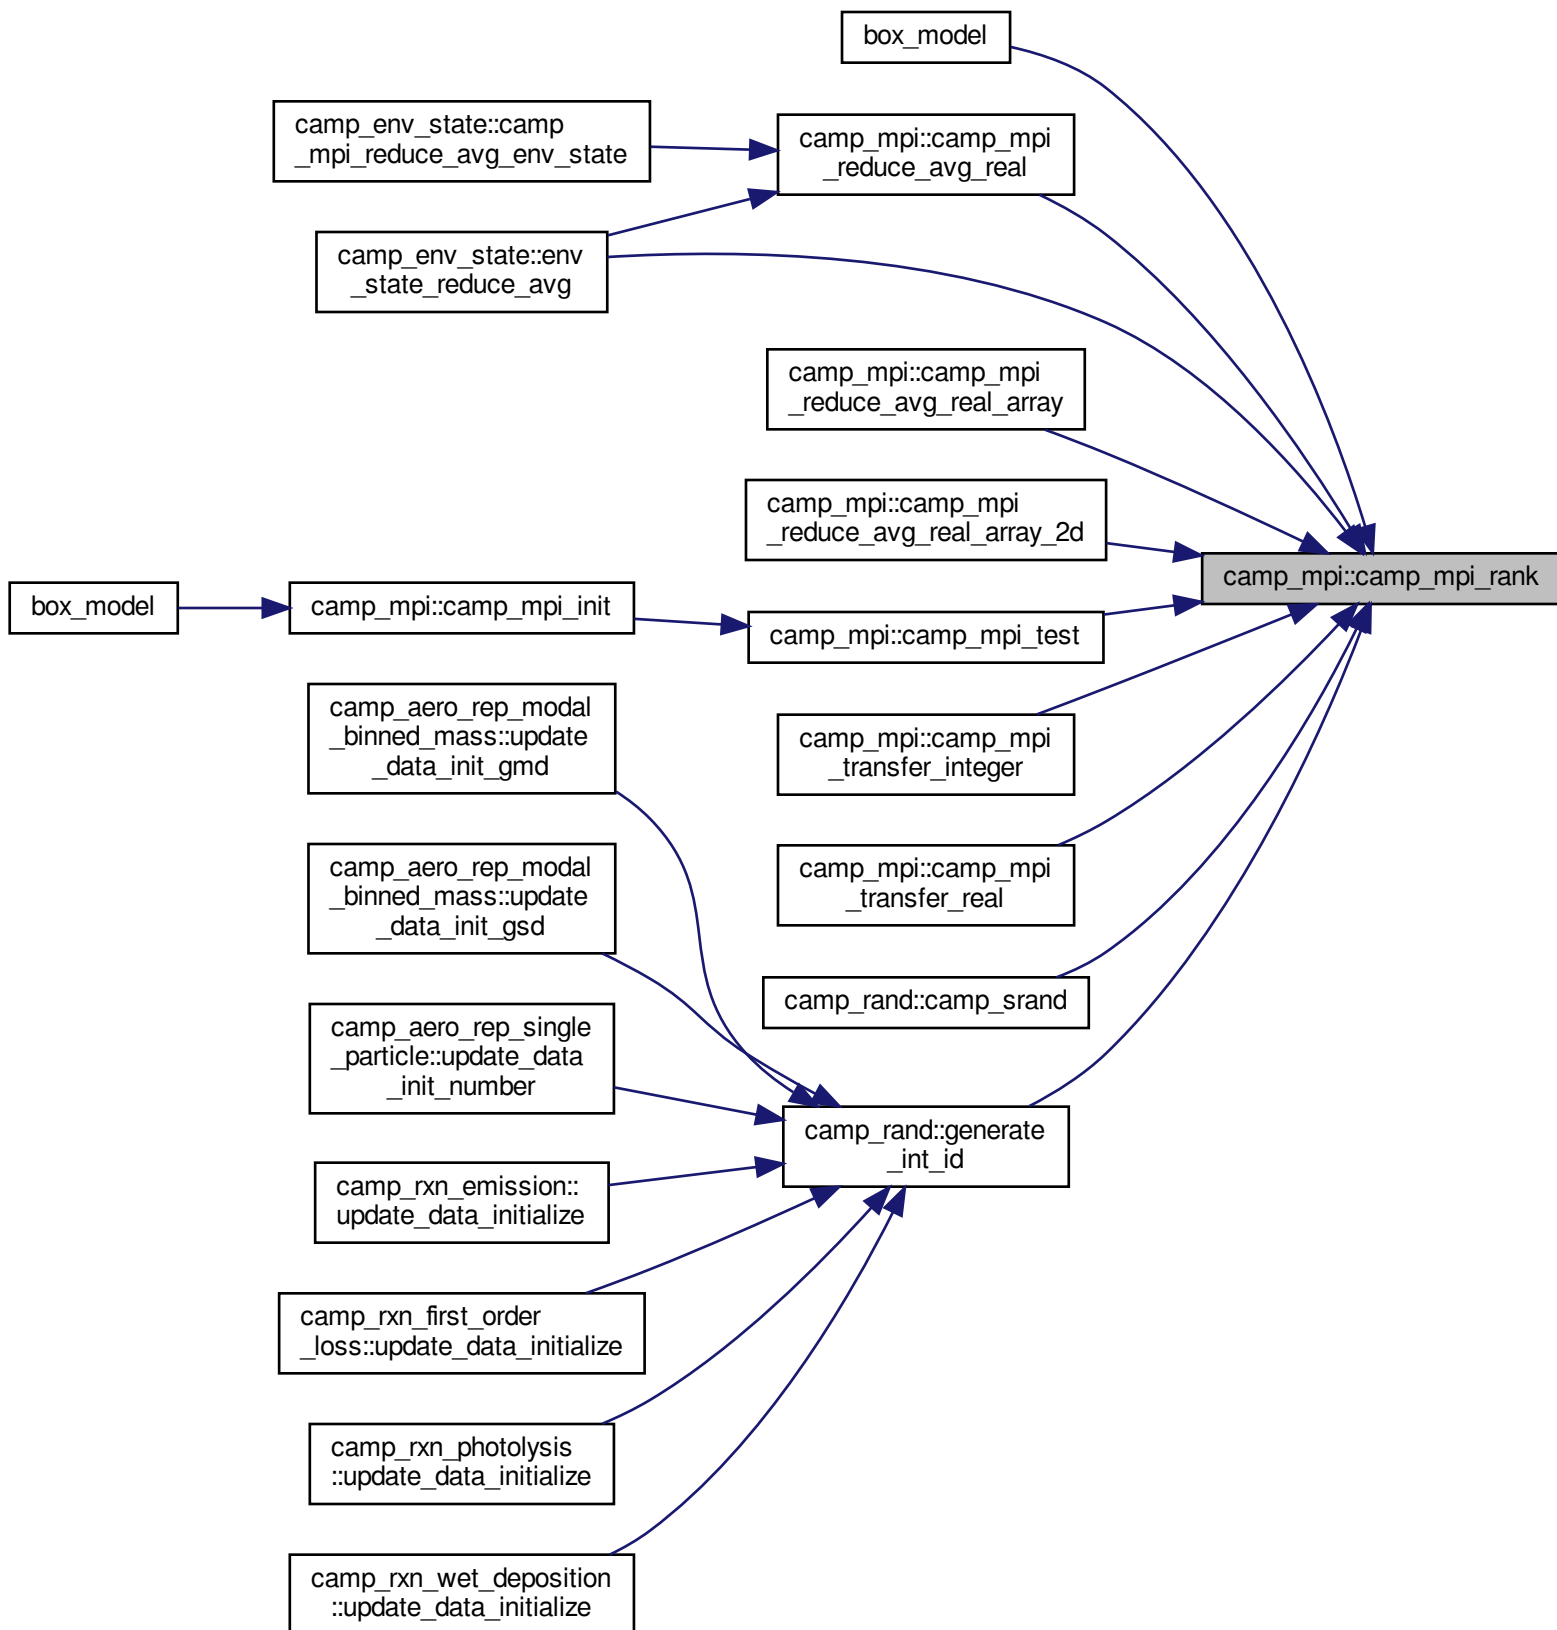 box_model
camp_env_state::camp
_mpi_reduce_avg_env_state
camp_mpi::camp_mpi
_reduce_avg_real
camp_env_state::env
_state_reduce_avg
camp_mpi::camp_mpi
_reduce_avg_real_array
camp_mpi::camp_mpi
_reduce_avg_real_array_2d
camp_mpi::camp_mpi_rank
box_model
camp_mpi::camp_mpi_init
camp_mpi::camp_mpi_test
camp_aero_rep_modal
_binned_mass::update
_data_init_gmd
camp_mpi::camp_mpi
_transfer_integer
camp_aero_rep_modal
_binned_mass::update
_data_init_gsd
camp_mpi::camp_mpi
_transfer_real
camp_rand::camp_srand
camp_aero_rep_single
_particle::update_data
_init_number
camp_rand::generate
_int_id
camp_rxn_emission::
update_data_initialize
camp_rxn_first_order
_loss::update_data_initialize
camp_rxn_photolysis
::update_data_initialize
camp_rxn_wet_deposition
::update_data_initialize